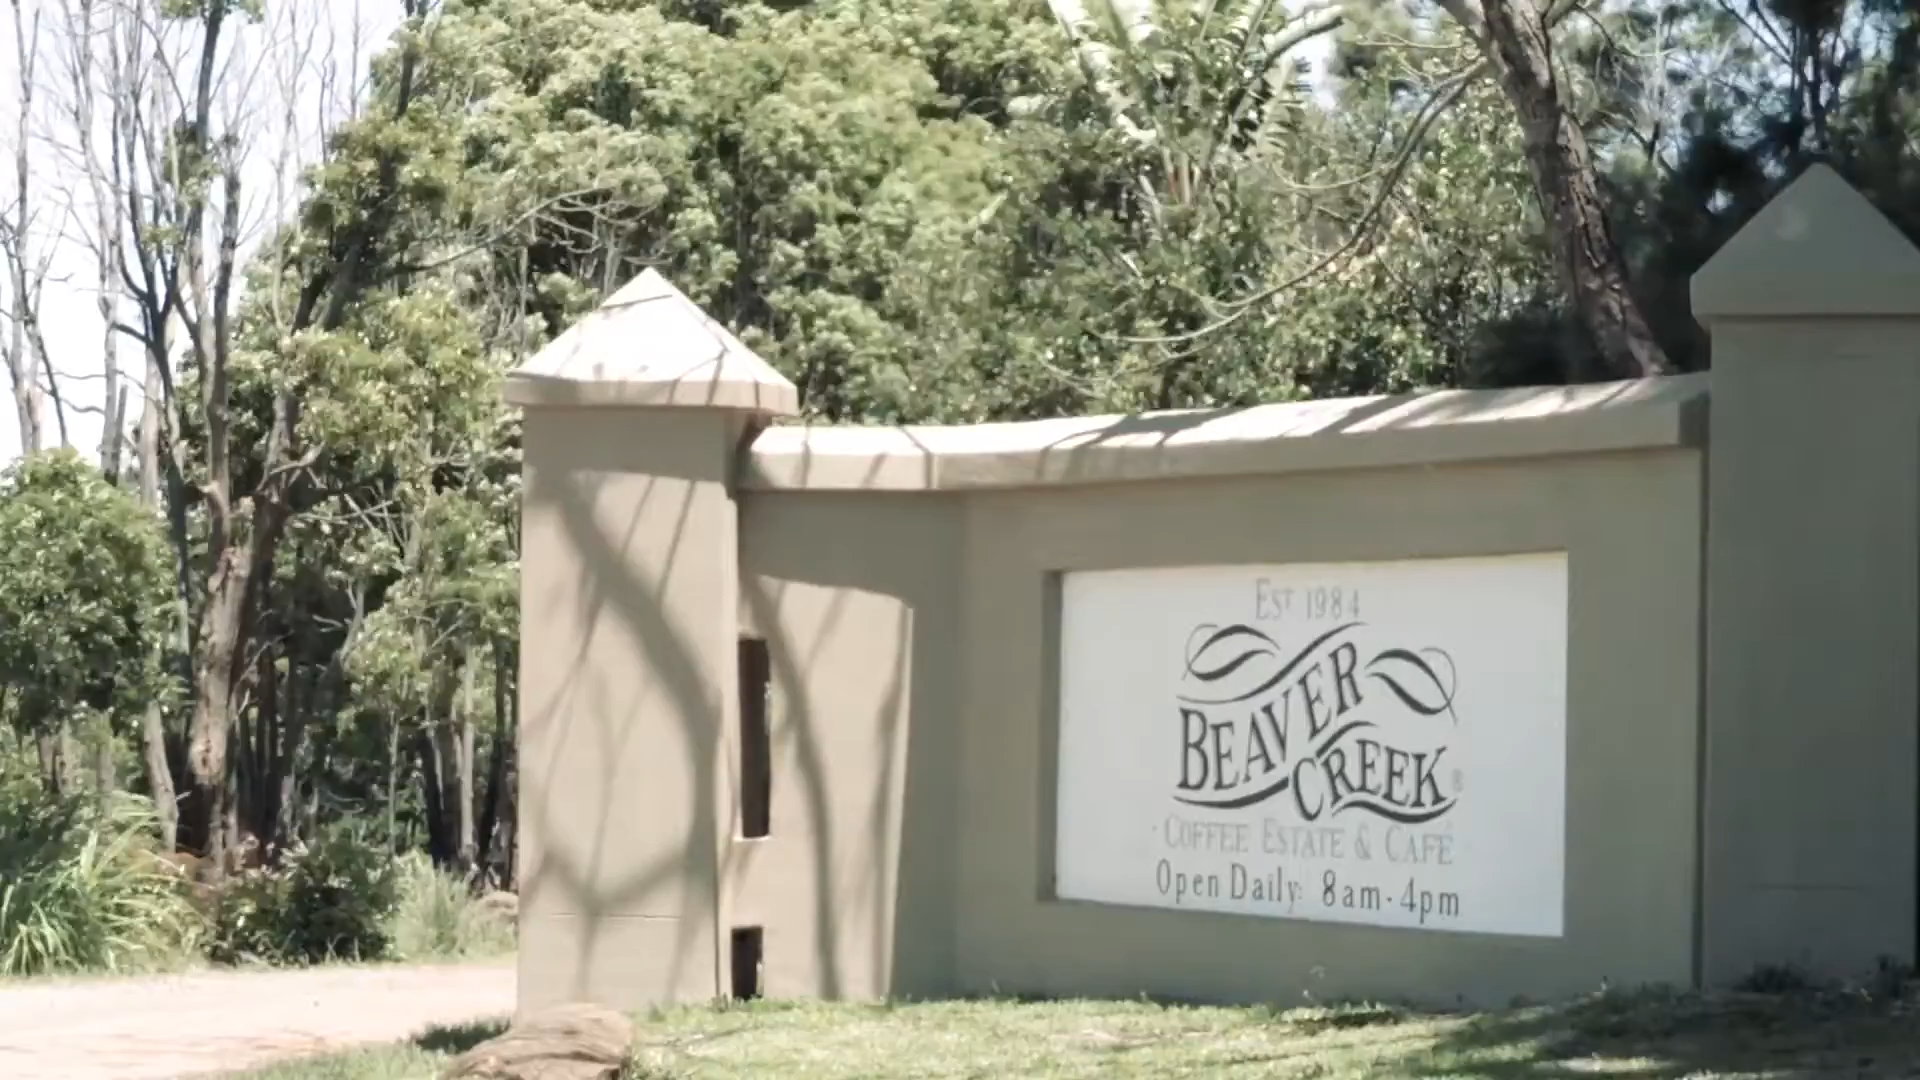 EST 1984
BEAVER
CREEK®
COFFEE ESTATE & CAFE
Open Daily: 8am-4pm